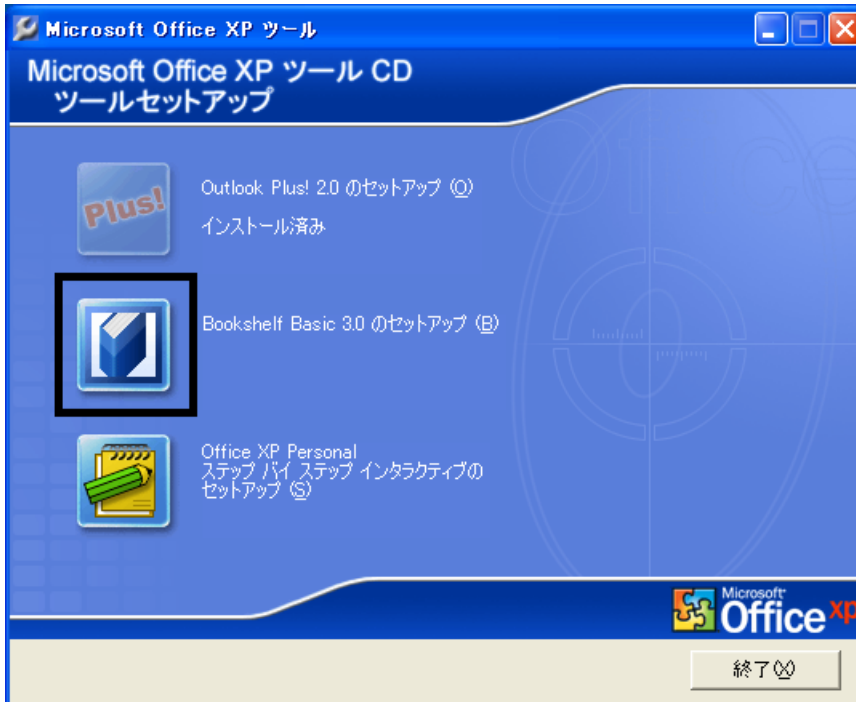 Microsoft Office XP ツール
Microsoft Office XP ツール CD
ツールセットアップ
Plus!
Outlook Plus! 2.0 のセットアップ (O)
インストール済み
Bookshelf Basic 3.0 のセットアップ (B)
Office XP Personal
ステップ バイ ステップ インタラクティブの
セットアップ (S)
Office
Microsoft
Office xp
終了(X)